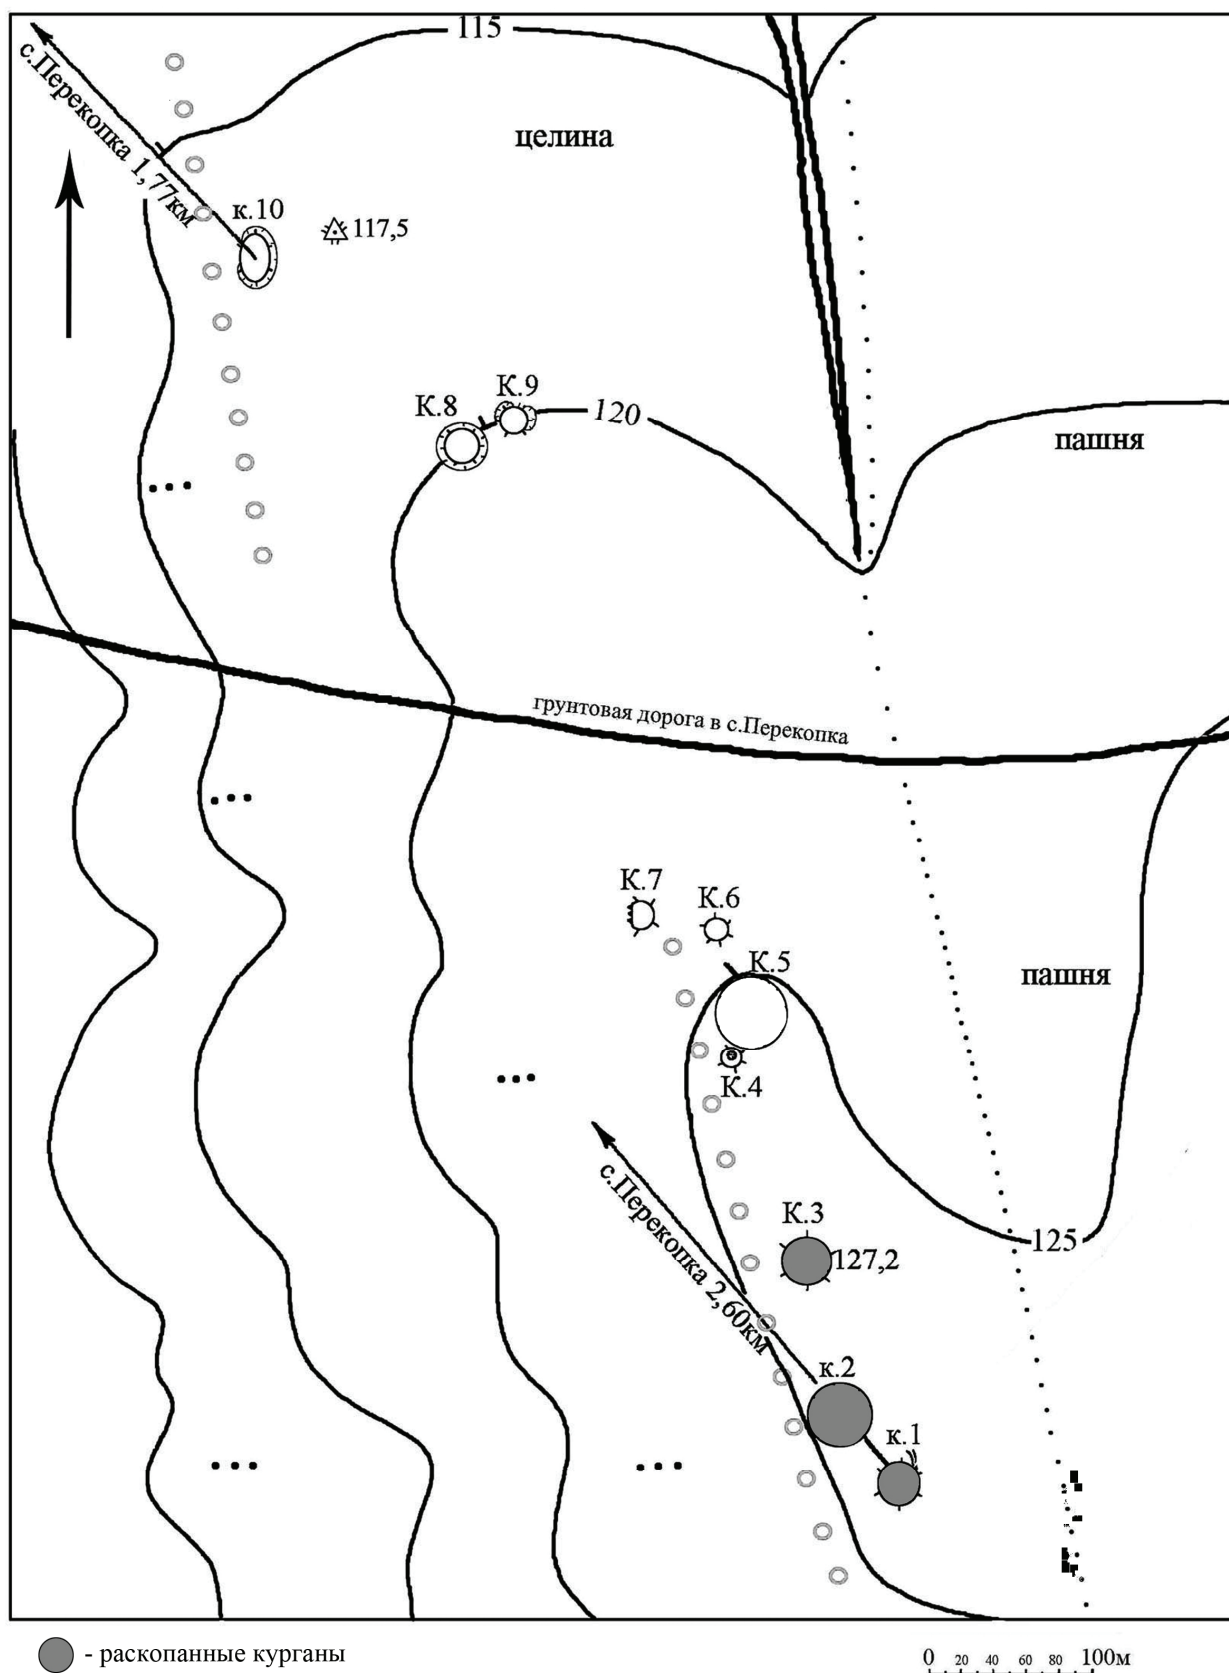 115
с.Перекопка 1,77км
целина
к.10
117,5
К.9
К.8
120
пашня
грунтовая дорога в с.Перекопка
К.7
К.6
К.5
пашня
К.4
с.Перекопка 2,60км
К.3
127,2
125
к.2
к.1
- раскопанные курганы
0 20 40 60 80 100м